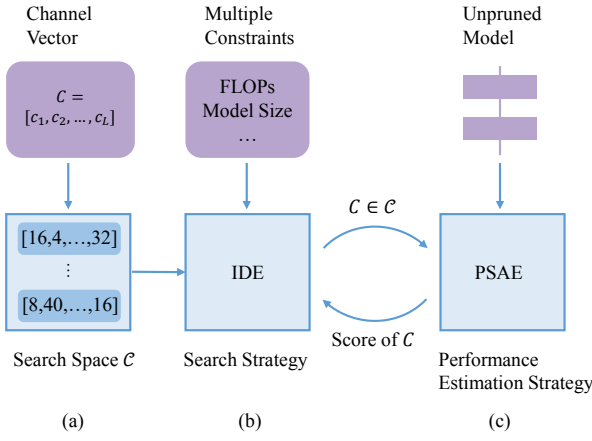 Channel
Vector
Multiple
Constraints
Unpruned
Model
C =
[c₁, c₂, ..., c_L]
FLOPs
Model Size
...
[16,4,...,32]
⋮
[8,40,...,16]
IDE
C ∈ 𝒞
PSAE
Score of C
Search Space 𝒞
Search Strategy
Performance
Estimation Strategy
(a)
(b)
(c)